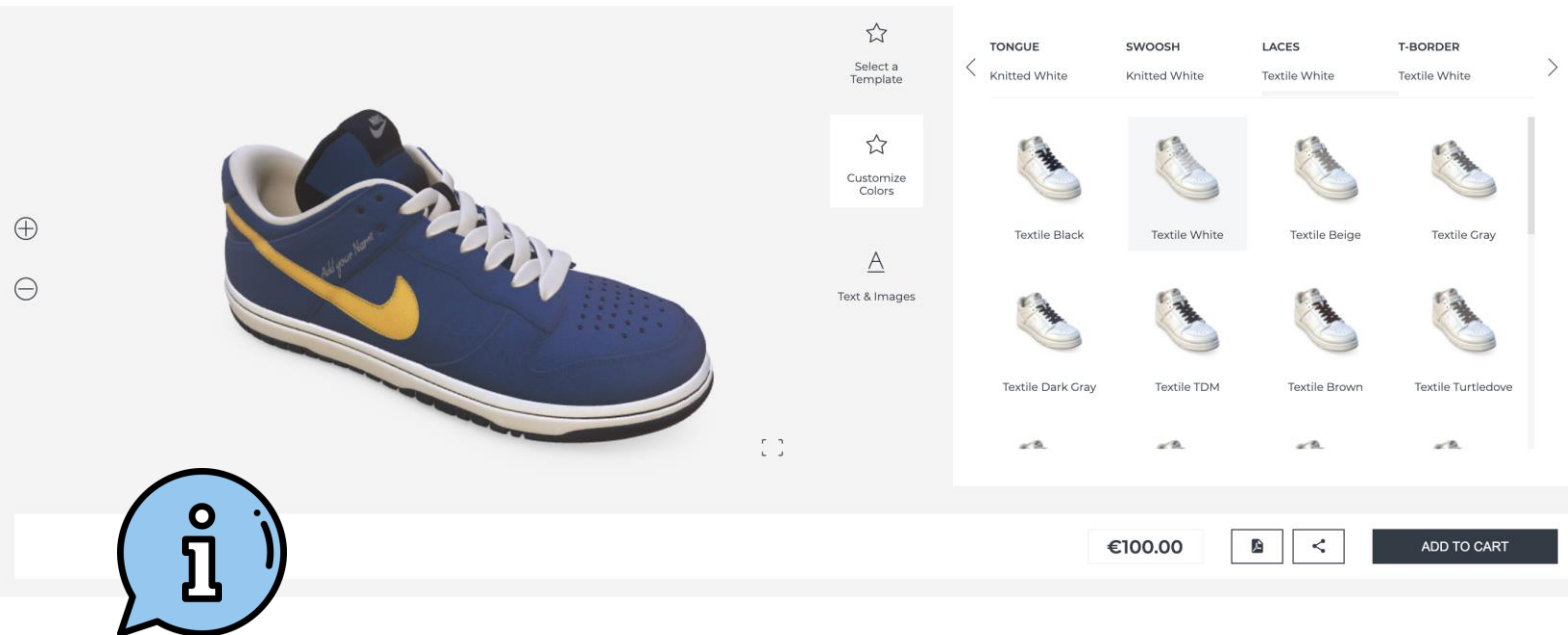 Select a
Template
Customize
Colors
A
Text & Images
Add your Name
TONGUE
Knitted White
SWOOSH
Knitted White
LACES
Textile White
T-BORDER
Textile White
Textile Black
Textile White
Textile Beige
Textile Gray
Textile Dark Gray
Textile TDM
Textile Brown
Textile Turtledove
€100.00
ADD TO CART
i